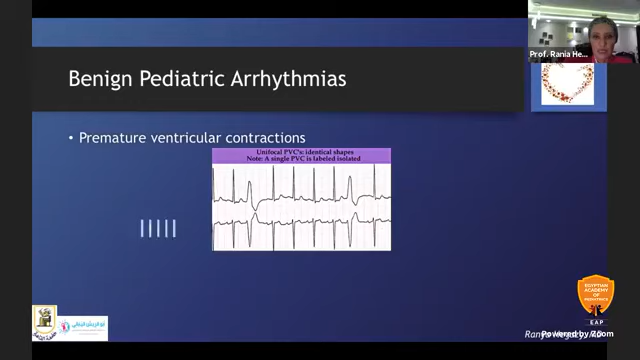 Prof. Rania He...
Benign Pediatric Arrhythmias
• Premature ventricular contractions
Unifocal PVC's: identical shapes
Note: A single PVC is labeled isolated
EGYPTIAN
ACADEMY
OF
PEDIATRICS
EAP
Powered by Zoom